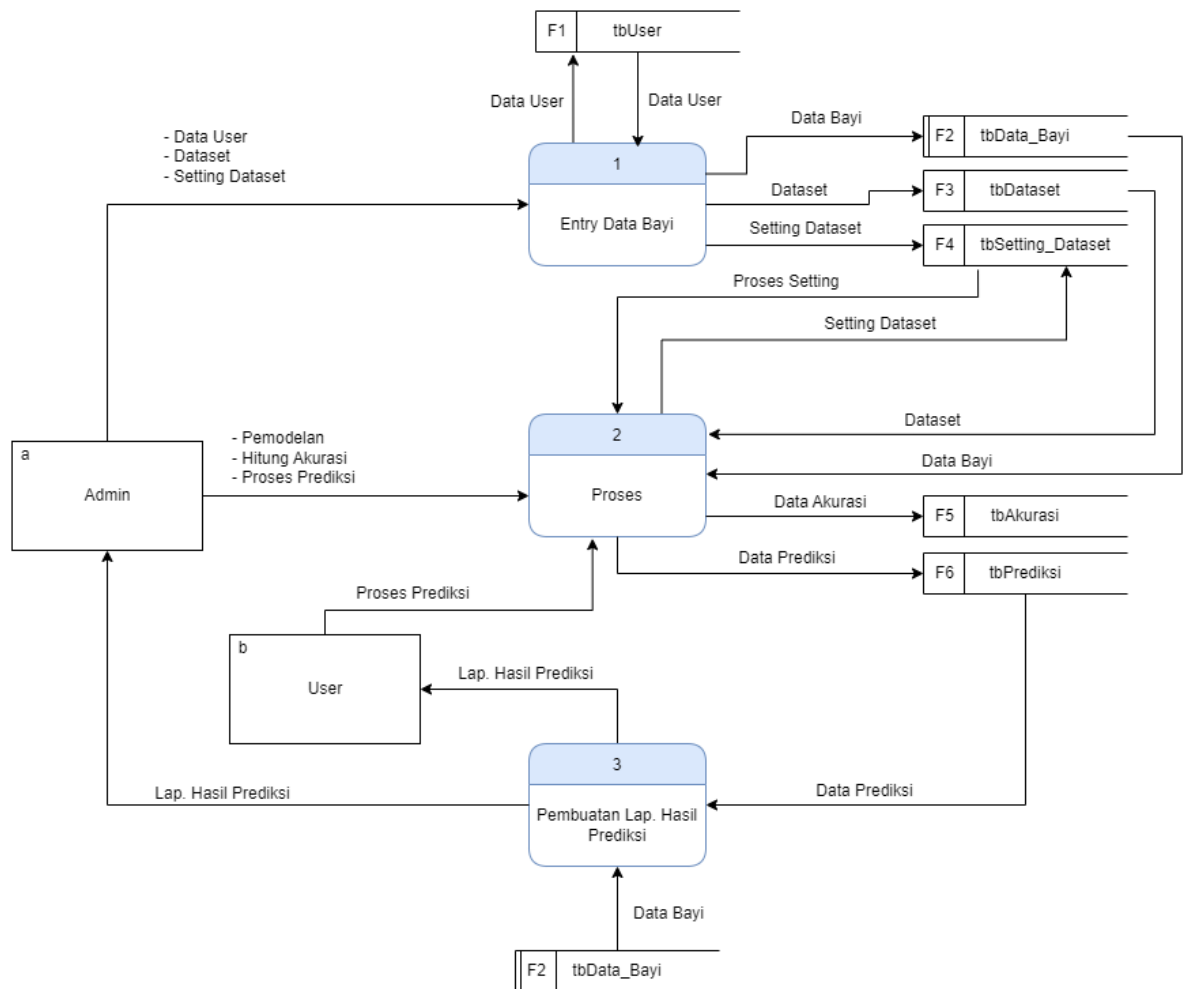 F1 tbUser
Data User
Data User
- Data User
- Dataset
- Setting Dataset
1
Entry Data Bayi
Data Bayi
F2 tbData_Bayi
Dataset
F3 tbDataset
Setting Dataset
F4 tbSetting_Dataset
Proses Setting
Setting Dataset
Dataset
Data Bayi
a
Admin
- Pemodelan
- Hitung Akurasi
- Proses Prediksi
2
Proses
Data Akurasi
F5 tbAkurasi
Data Prediksi
F6 tbPrediksi
Proses Prediksi
b
User
Lap. Hasil Prediksi
3
Pembuatan Lap. Hasil
Prediksi
Lap. Hasil Prediksi
Data Prediksi
Data Bayi
F2 tbData_Bayi